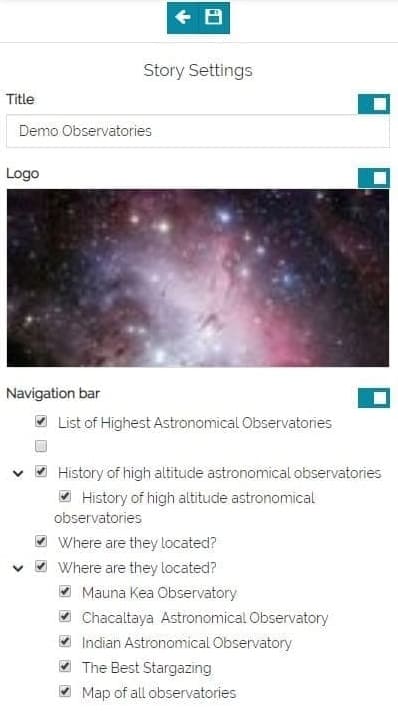 Story Settings
Title
Demo Observatories
Logo
Navigation bar
List of Highest Astronomical Observatories
History of high altitude astronomical observatories
History of high altitude astronomical
observatories
Where are they located?
Where are they located?
Mauna Kea Observatory
Chacaltaya Astronomical Observatory
Indian Astronomical Observatory
The Best Stargazing
Map of all observatories